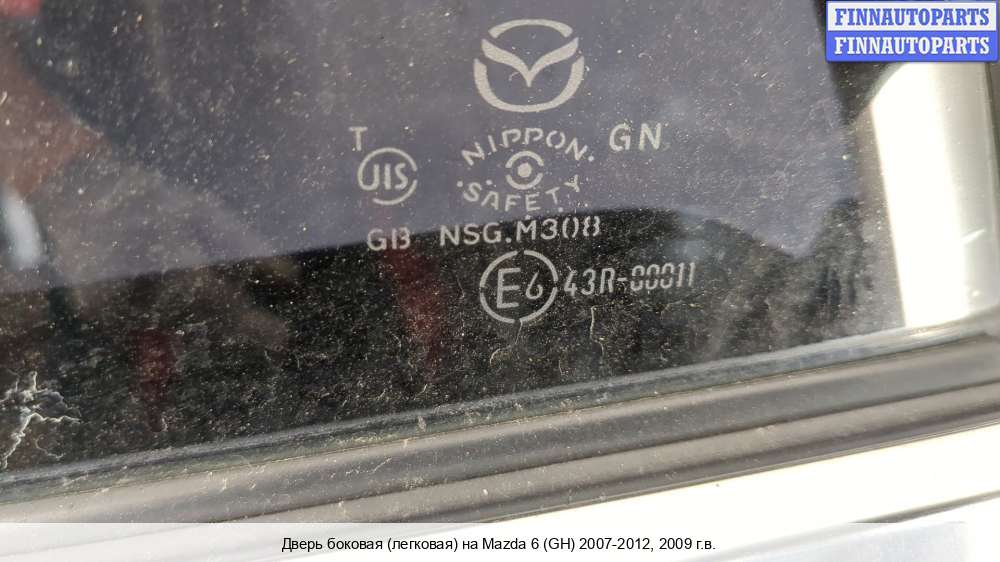 FINNAUTOPARTS
FINNAUTOPARTS
T NIPPON GN
JIS
SAFETY
GB NSG.M308
E6 43R-00011
Дверь боковая (легковая) на Mazda 6 (GH) 2007-2012, 2009 г.в.